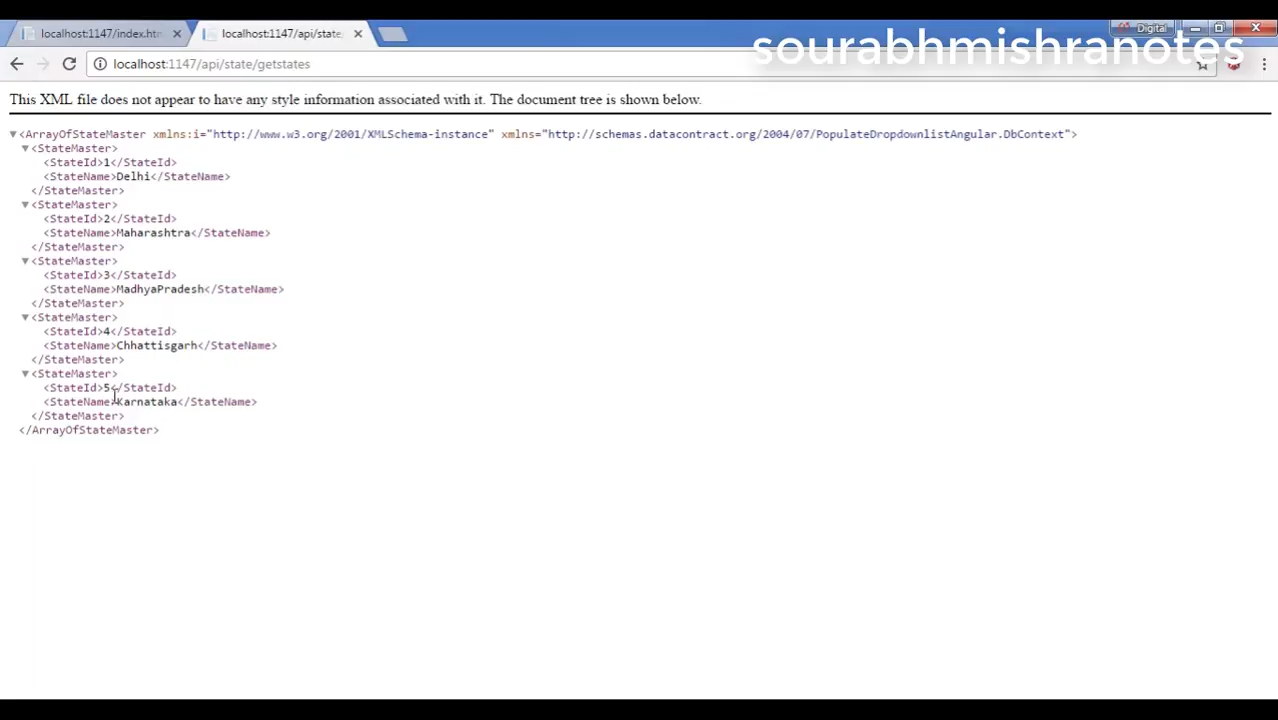 localhost:1147/index.htm
localhost:1147/api/state
Digital
sourabhmishranotes
localhost:1147/api/state/getstates
This XML file does not appear to have any style information associated with it. The document tree is shown below.
<ArrayOfStateMaster xmlns:i="http://www.w3.org/2001/XMLSchema-instance" xmlns="http://schemas.datacontract.org/2004/07/PopulateDropdownlistAngular.DbContext">
<StateMaster>
<StateId>1</StateId>
<StateName>Delhi</StateName>
</StateMaster>
<StateMaster>
<StateId>2</StateId>
<StateName>Maharashtra</StateName>
</StateMaster>
<StateMaster>
<StateId>3</StateId>
<StateName>MadhyaPradesh</StateName>
</StateMaster>
<StateMaster>
<StateId>4</StateId>
<StateName>Chhattisgarh</StateName>
</StateMaster>
<StateMaster>
<StateId>5</StateId>
<StateName>Karnataka</StateName>
</StateMaster>
</ArrayOfStateMaster>